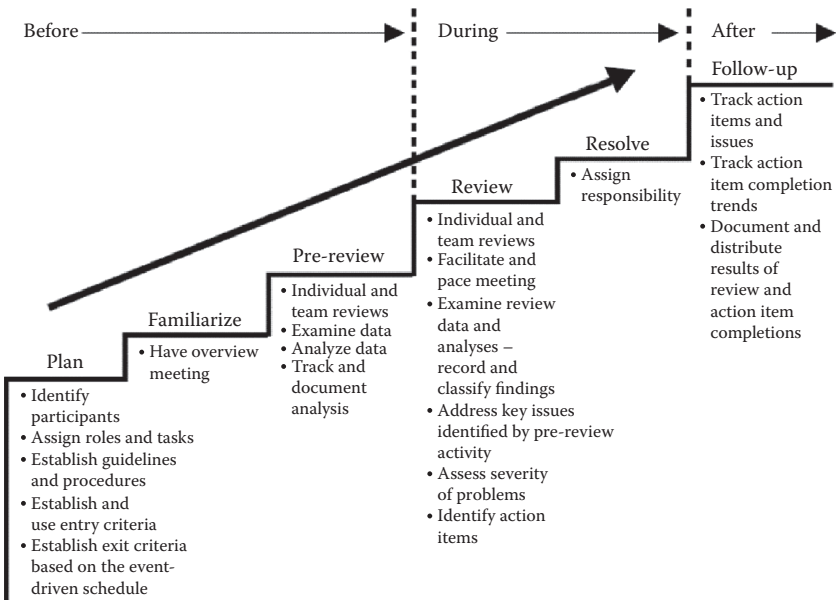 Before
During
After
Plan
• Identify
participants
• Assign roles and tasks
• Establish guidelines
and procedures
• Establish and
use entry criteria
• Establish exit criteria
based on the event-
driven schedule
Familiarize
• Have overview
meeting
Pre-review
• Individual and
team reviews
• Examine data
• Analyze data
• Track and
document
analysis
Review
• Individual and
team reviews
• Facilitate and
pace meeting
• Examine review
data and
analyses –
record and
classify findings
• Address key issues
identified by pre-review
activity
• Assess severity
of problems
• Identify action
items
Resolve
• Assign
responsibility
Follow-up
• Track action
items and
issues
• Track action
item completion
trends
• Document and
distribute
results of
review and
action item
completions